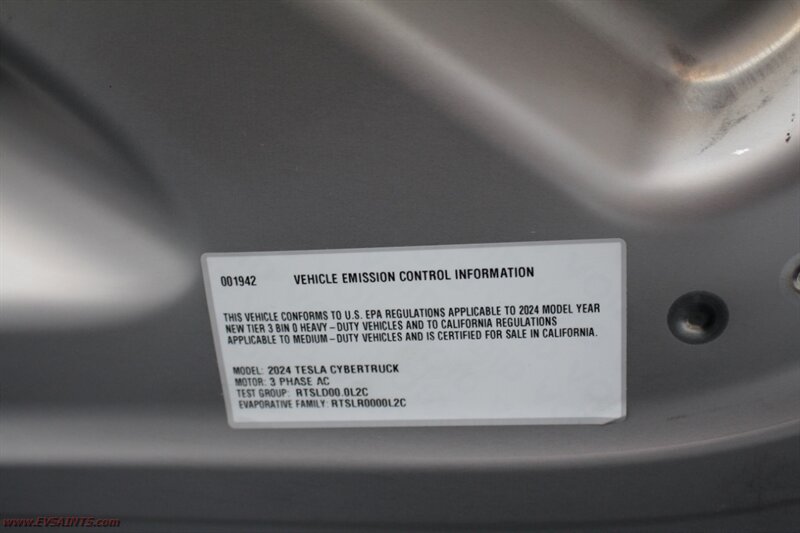 001942 VEHICLE EMISSION CONTROL INFORMATION
THIS VEHICLE CONFORMS TO U.S. EPA REGULATIONS APPLICABLE TO 2024 MODEL YEAR
NEW TIER 3 BIN 0 HEAVY – DUTY VEHICLES AND TO CALIFORNIA REGULATIONS
APPLICABLE TO MEDIUM – DUTY VEHICLES AND IS CERTIFIED FOR SALE IN CALIFORNIA.
MODEL: 2024 TESLA CYBERTRUCK
MOTOR: 3 PHASE AC
TEST GROUP: RTSLD00.0L2C
EVAPORATIVE FAMILY: RTSLR0000L2C
www.EVSAINTS.com